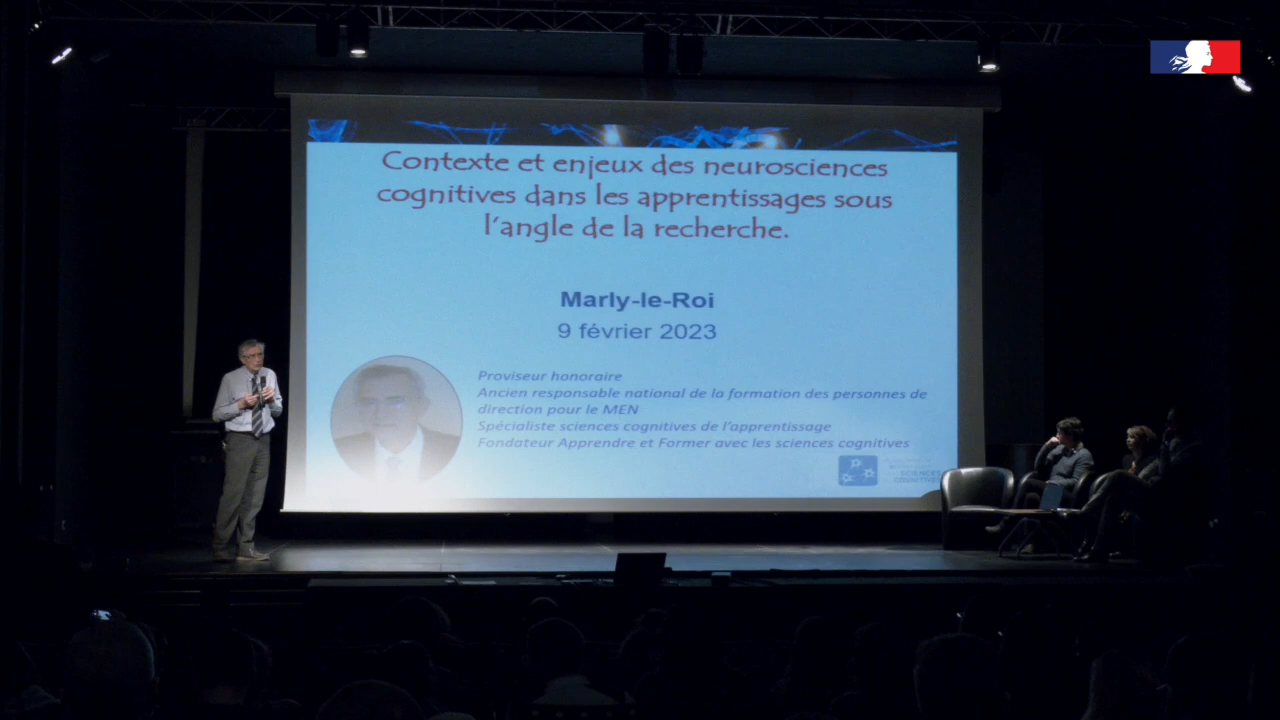 Contexte et enjeux des neurosciences
cognitives dans les apprentissages sous
l'angle de la recherche.
Marly-le-Roi
9 février 2023
Proviseur honoraire
Ancien responsable national de la formation des personnes de
direction pour le MEN
Spécialiste sciences cognitives de l'apprentissage
Fondateur Apprendre et Former avec les sciences cognitives
SCIENCES
COGNITIVES